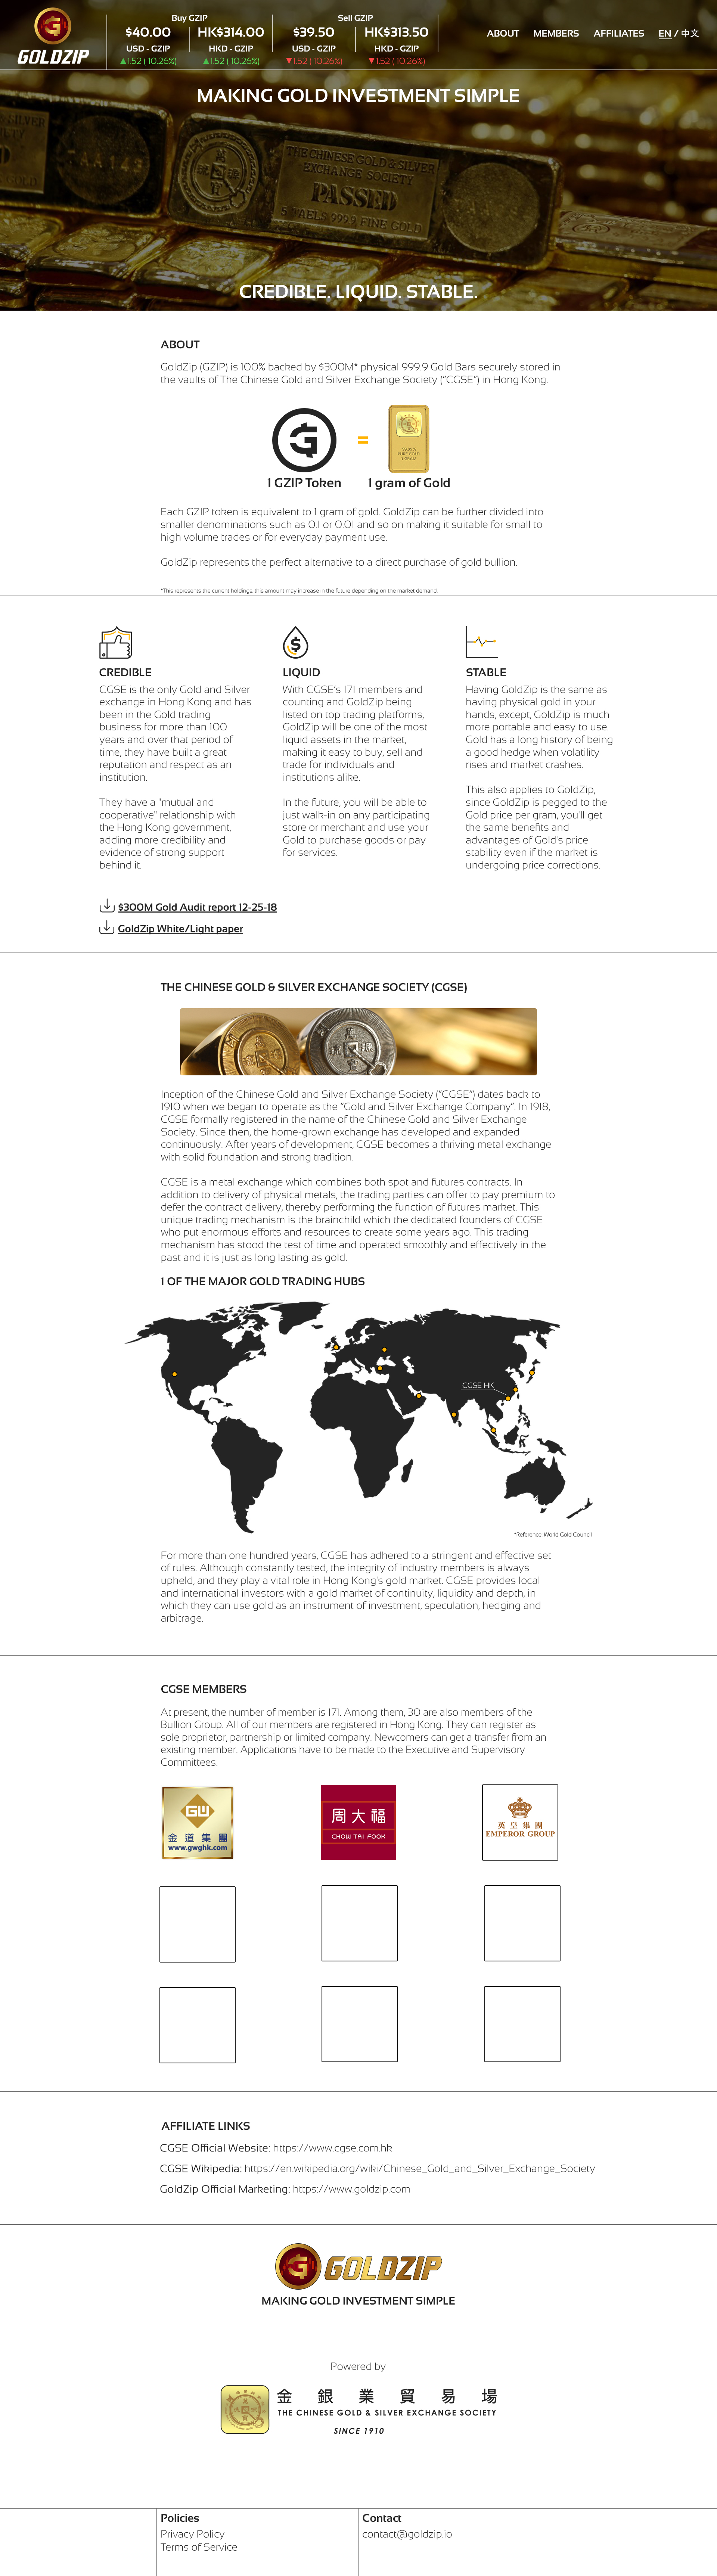 GOLDZIP
Buy GZIP
$40.00
USD - GZIP
▲1.52 ( 10.26%)
HK$314.00
HKD - GZIP
▲1.52 ( 10.26%)
Sell GZIP
$39.50
USD - GZIP
▼1.52 ( 10.26%)
HK$313.50
HKD - GZIP
▼1.52 ( 10.26%)
ABOUT MEMBERS AFFILIATES EN / 中文
MAKING GOLD INVESTMENT SIMPLE
THE CHINESE GOLD & SILVER
EXCHANGE SOCIETY
PASSED
5 TAELS 999.9 FINE GOLD
CREDIBLE. LIQUID. STABLE.
ABOUT
GoldZip (GZIP) is 100% backed by $300M* physical 999.9 Gold Bars securely stored in
the vaults of The Chinese Gold and Silver Exchange Society ("CGSE") in Hong Kong.
99.99%
PURE GOLD
1 GRAM
=
1 GZIP Token
1 gram of Gold
Each GZIP token is equivalent to 1 gram of gold. GoldZip can be further divided into
smaller denominations such as 0.1 or 0.01 and so on making it suitable for small to
high volume trades or for everyday payment use.
GoldZip represents the perfect alternative to a direct purchase of gold bullion.
*This represents the current holdings, this amount may increase in the future depending on the market demand.
CREDIBLE
CGSE is the only Gold and Silver
exchange in Hong Kong and has
been in the Gold trading
business for more than 100
years and over that period of
time, they have built a great
reputation and respect as an
institution.
They have a "mutual and
cooperative" relationship with
the Hong Kong government,
adding more credibility and
evidence of strong support
behind it.
LIQUID
With CGSE's 171 members and
counting and GoldZip being
listed on top trading platforms,
GoldZip will be one of the most
liquid assets in the market,
making it easy to buy, sell and
trade for individuals and
institutions alike.
In the future, you will be able to
just walk-in on any participating
store or merchant and use your
Gold to purchase goods or pay
for services.
STABLE
Having GoldZip is the same as
having physical gold in your
hands, except, GoldZip is much
more portable and easy to use.
Gold has a long history of being
a good hedge when volatility
rises and market crashes.
This also applies to GoldZip,
since GoldZip is pegged to the
Gold price per gram, you'll get
the same benefits and
advantages of Gold's price
stability even if the market is
undergoing price corrections.
$300M Gold Audit report 12-25-18
GoldZip White/Light paper
THE CHINESE GOLD & SILVER EXCHANGE SOCIETY (CGSE)
Inception of the Chinese Gold and Silver Exchange Society ("CGSE") dates back to
1910 when we began to operate as the "Gold and Silver Exchange Company". In 1918,
CGSE formally registered in the name of the Chinese Gold and Silver Exchange
Society. Since then, the home-grown exchange has developed and expanded
continuously. After years of development, CGSE becomes a thriving metal exchange
with solid foundation and strong tradition.
CGSE is a metal exchange which combines both spot and futures contracts. In
addition to delivery of physical metals, the trading parties can offer to pay premium to
defer the contract delivery, thereby performing the function of futures market. This
unique trading mechanism is the brainchild which the dedicated founders of CGSE
who put enormous efforts and resources to create some years ago. This trading
mechanism has stood the test of time and operated smoothly and effectively in the
past and it is just as long lasting as gold.
1 OF THE MAJOR GOLD TRADING HUBS
CGSE HK
*Reference: World Gold Council
For more than one hundred years, CGSE has adhered to a stringent and effective set
of rules. Although constantly tested, the integrity of industry members is always
upheld, and they play a vital role in Hong Kong's gold market. CGSE provides local
and international investors with a gold market of continuity, liquidity and depth, in
which they can use gold as an instrument of investment, speculation, hedging and
arbitrage.
CGSE MEMBERS
At present, the number of member is 171. Among them, 30 are also members of the
Bullion Group. All of our members are registered in Hong Kong. They can register as
sole proprietor, partnership or limited company. Newcomers can get a transfer from an
existing member. Applications have to be made to the Executive and Supervisory
Committees.
GW
金道集團
www.gwghk.com
周大福
CHOW TAI FOOK
英皇集團
EMPEROR GROUP
AFFILIATE LINKS
CGSE Official Website: https://www.cgse.com.hk
CGSE Wikipedia: https://en.wikipedia.org/wiki/Chinese_Gold_and_Silver_Exchange_Society
GoldZip Official Marketing: https://www.goldzip.com
GOLDZIP
MAKING GOLD INVESTMENT SIMPLE
Powered by
金銀業貿易場
THE CHINESE GOLD & SILVER EXCHANGE SOCIETY
SINCE 1910
Policies
Privacy Policy
Terms of Service
Contact
contact@goldzip.io